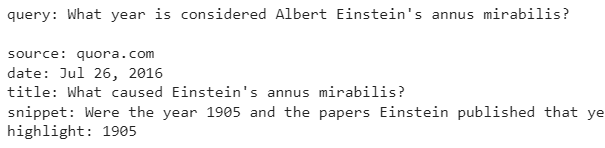 query: What year is considered Albert Einstein's annus mirabilis?
source: quora.com
date: Jul 26, 2016
title: What caused Einstein's annus mirabilis?
snippet: Were the year 1905 and the papers Einstein published that ye
highlight: 1905